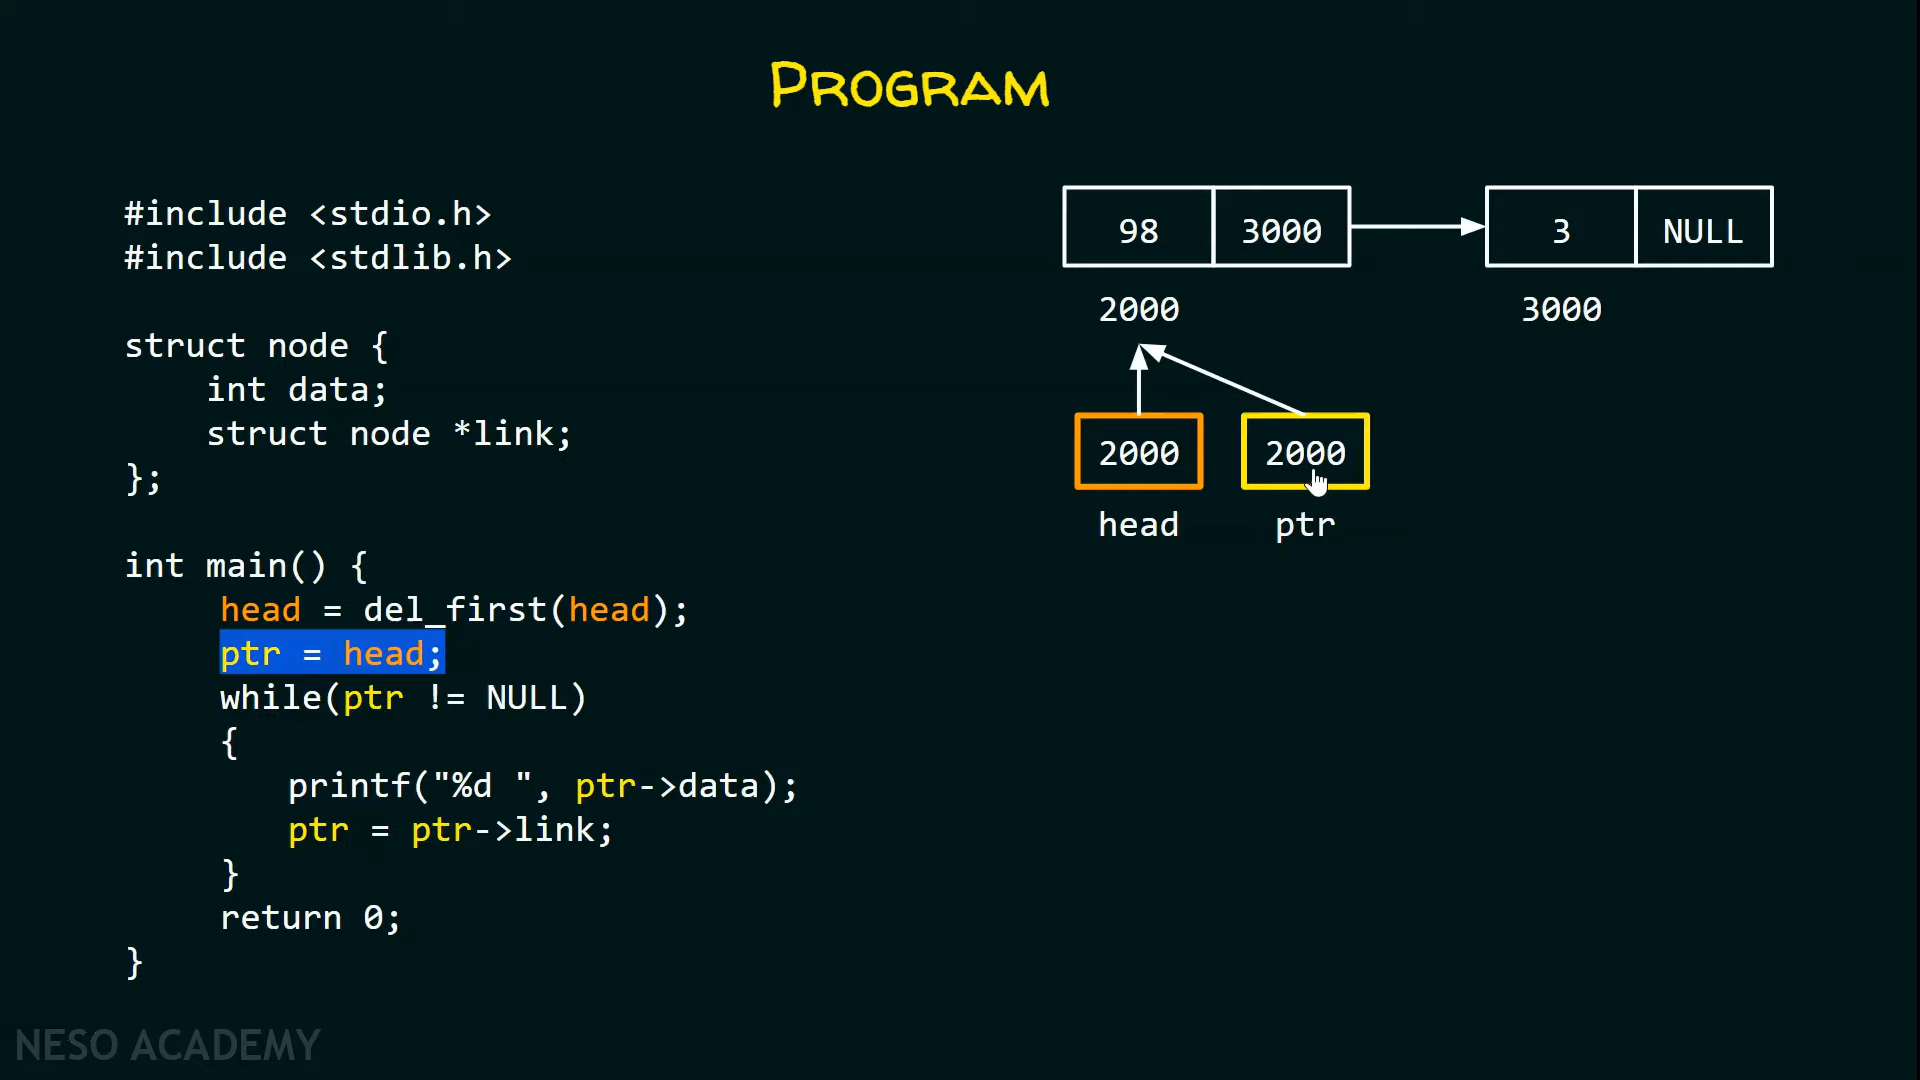 PROGRAM
#include <stdio.h>
#include <stdlib.h>
struct node {
int data;
struct node *link;
};
int main() {
head = del_first(head);
ptr = head;
while(ptr != NULL)
{
printf("%d ", ptr->data);
ptr = ptr->link;
}
return 0;
}
98 3000 3 NULL
2000 3000
2000 2000
head ptr
NESO ACADEMY